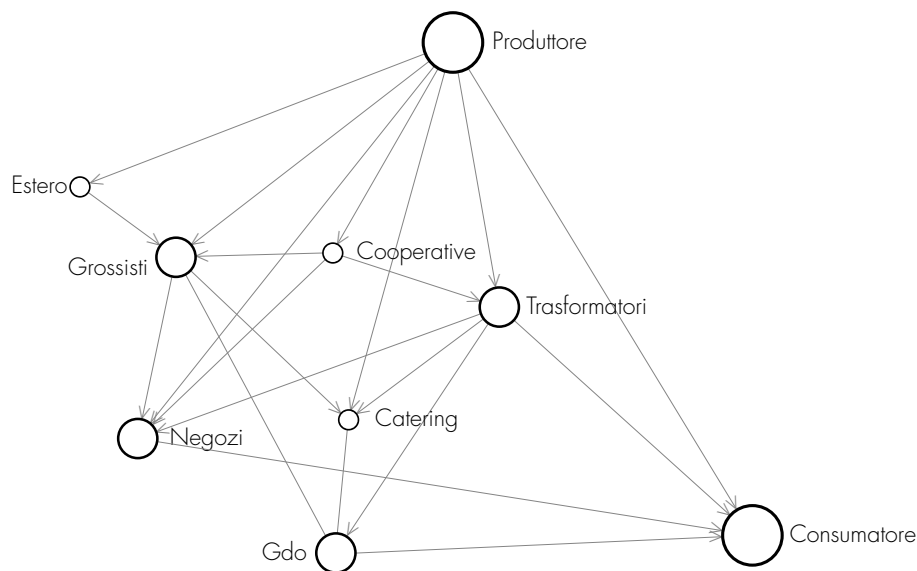 Produttore
Estero
Cooperative
Grossisti
Trasformatori
Catering
Negozi
Gdo
Consumatore